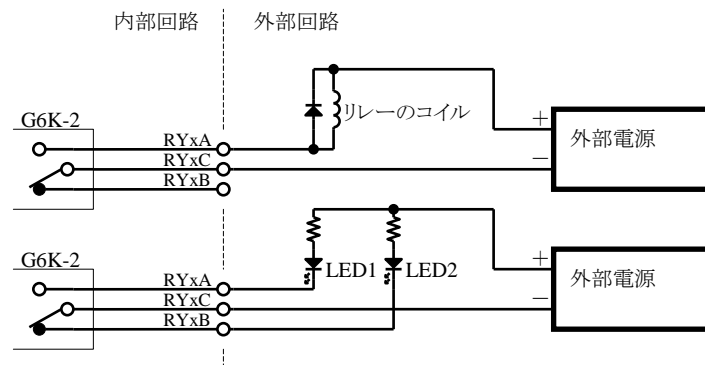 内部回路
外部回路
G6K-2
RYxA
RYxC
RYxB
リレーのコイル
+
−
外部電源
G6K-2
RYxA
RYxC
RYxB
LED1
LED2
+
−
外部電源